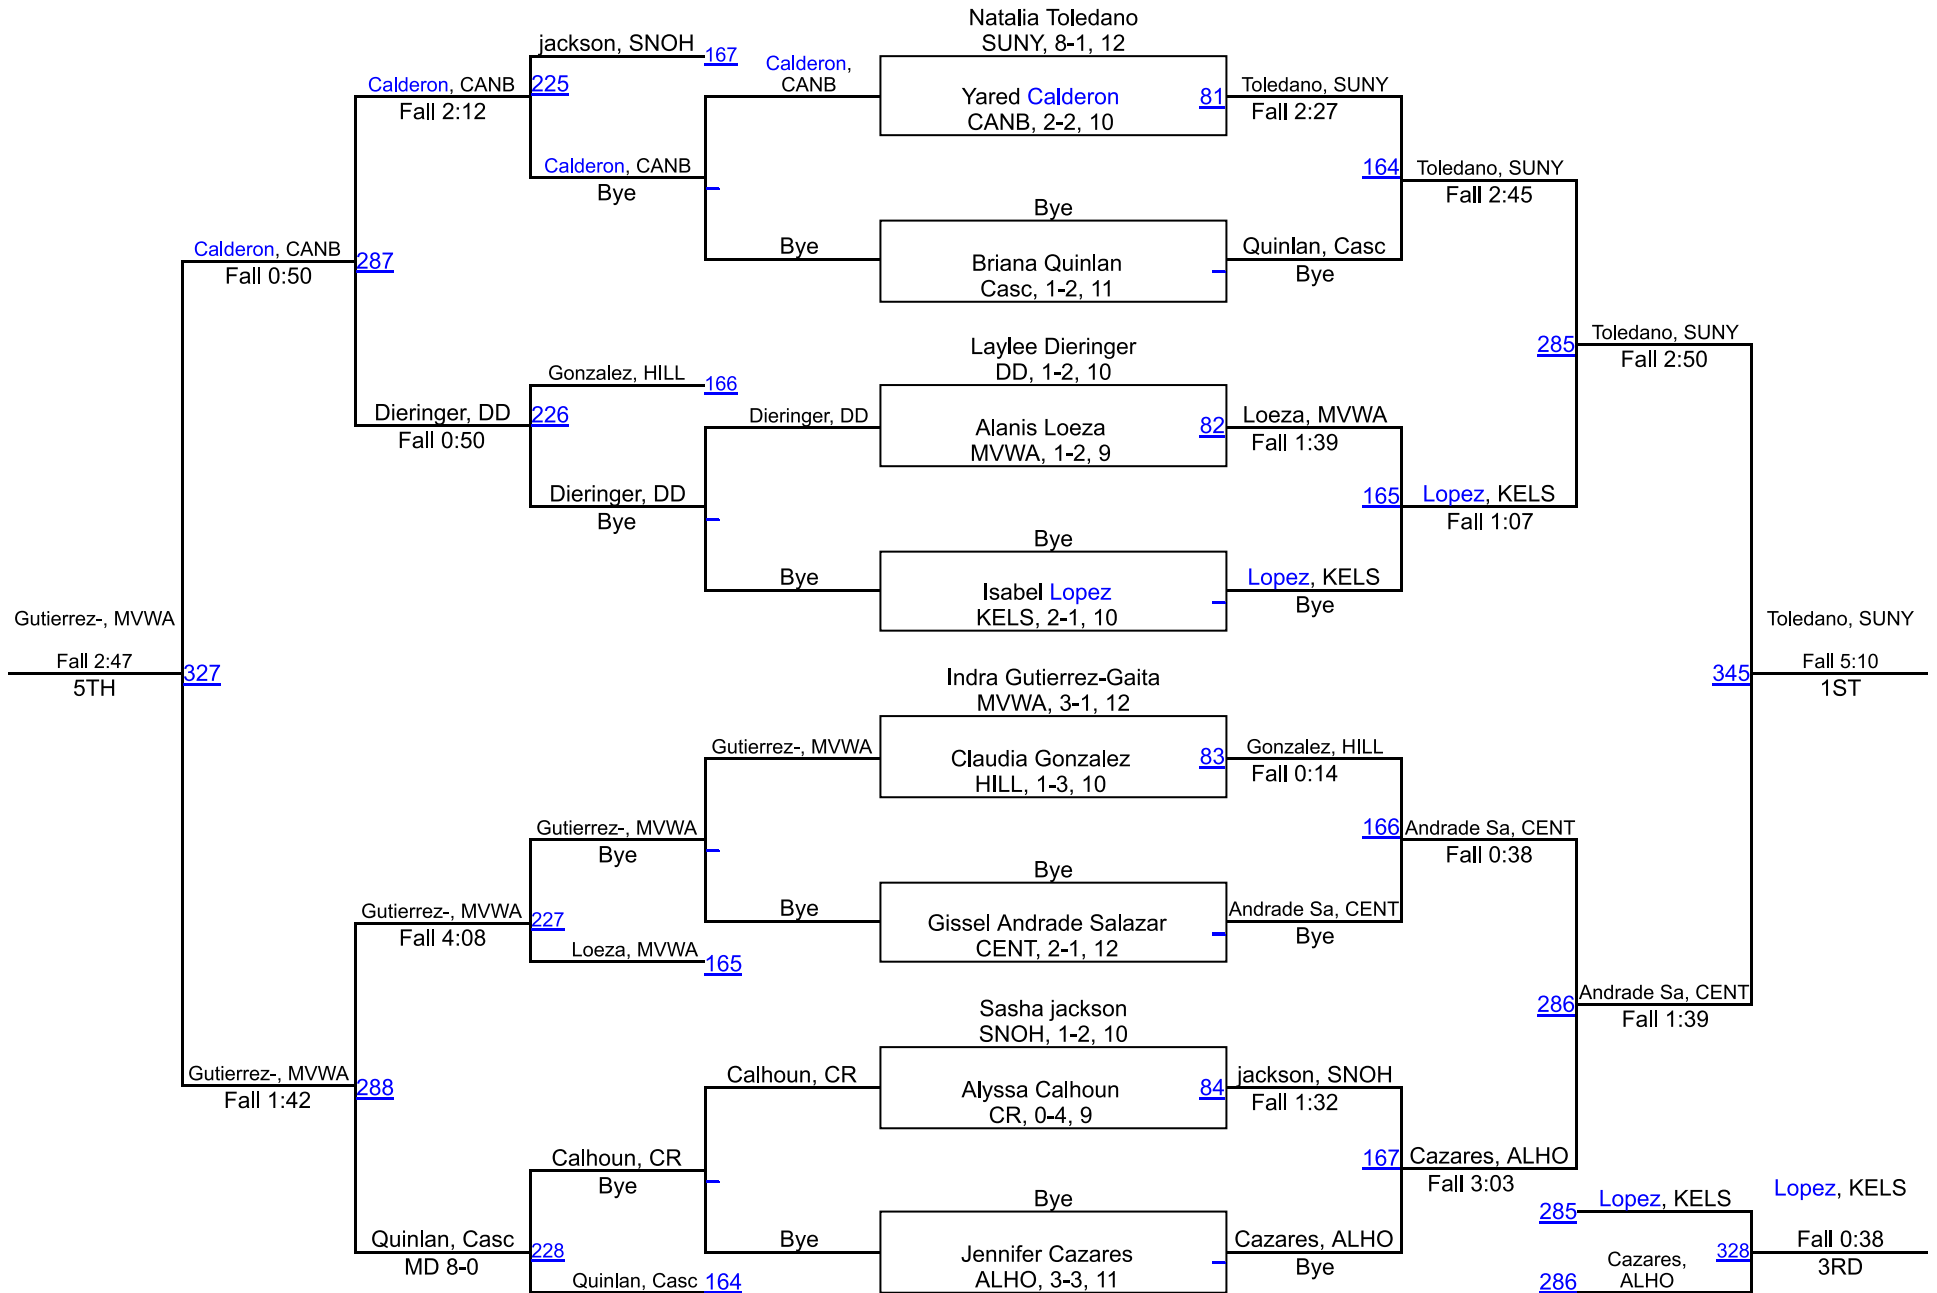 Natalia Toledano
SUNY, 8-1, 12
jackson, SNOH
167
Calderon,
CANB
Calderon, CANB
225
Fall 2:12
Yared Calderon
81
CANB, 2-2, 10
Toledano, SUNY
Fall 2:27
Calderon, CANB
Bye
164
Toledano, SUNY
Fall 2:45
Bye
Bye
Briana Quinlan
Casc, 1-2, 11
Quinlan, Casc
Bye
Calderon, CANB
287
Fall 0:50
Laylee Dieringer
DD, 1-2, 10
285
Toledano, SUNY
Fall 2:50
Gonzalez, HILL
166
Dieringer, DD
226
Fall 0:50
Dieringer, DD
Alanis Loeza
82
MVWA, 1-2, 9
Loeza, MVWA
Fall 1:39
Dieringer, DD
Bye
165
Lopez, KELS
Fall 1:07
Bye
Bye
Isabel Lopez
KELS, 2-1, 10
Lopez, KELS
Bye
Gutierrez-, MVWA
Fall 2:47
327
5TH
Toledano, SUNY
345
Fall 5:10
1ST
Indra Gutierrez-Gaita
MVWA, 3-1, 12
Gutierrez-, MVWA
Claudia Gonzalez
83
HILL, 1-3, 10
Gonzalez, HILL
Fall 0:14
Gutierrez-, MVWA
Bye
166
Andrade Sa, CENT
Fall 0:38
Bye
Bye
Gissel Andrade Salazar
CENT, 2-1, 12
Andrade Sa, CENT
Bye
Gutierrez-, MVWA
227
Fall 4:08
Loeza, MVWA
165
286
Andrade Sa, CENT
Fall 1:39
Sasha jackson
SNOH, 1-2, 10
Gutierrez-, MVWA
288
Fall 1:42
Calhoun, CR
Alyssa Calhoun
84
CR, 0-4, 9
jackson, SNOH
Fall 1:32
Calhoun, CR
Bye
167
Cazares, ALHO
Fall 3:03
Bye
Bye
Jennifer Cazares
ALHO, 3-3, 11
Cazares, ALHO
Bye
Quinlan, Casc
228
MD 8-0
Quinlan, Casc
164
285
Lopez, KELS
Lopez, KELS
328
Fall 0:38
3RD
Cazares,
ALHO
286